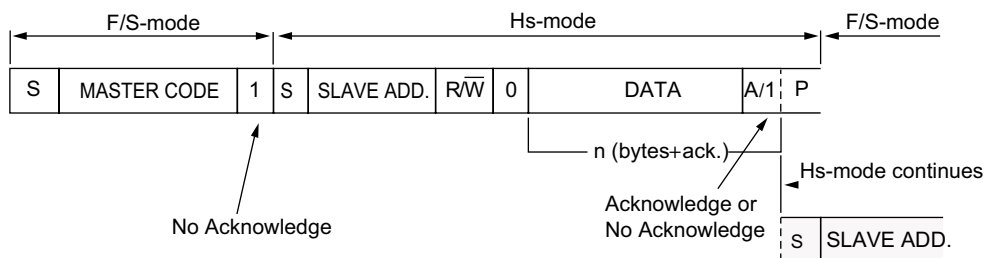 F/S-mode Hs-mode F/S-mode
S MASTER CODE 1 S SLAVE ADD. R/W̅ 0 DATA A/1 P
n (bytes+ack.)
Hs-mode continues
No Acknowledge
Acknowledge or
No Acknowledge
S SLAVE ADD.